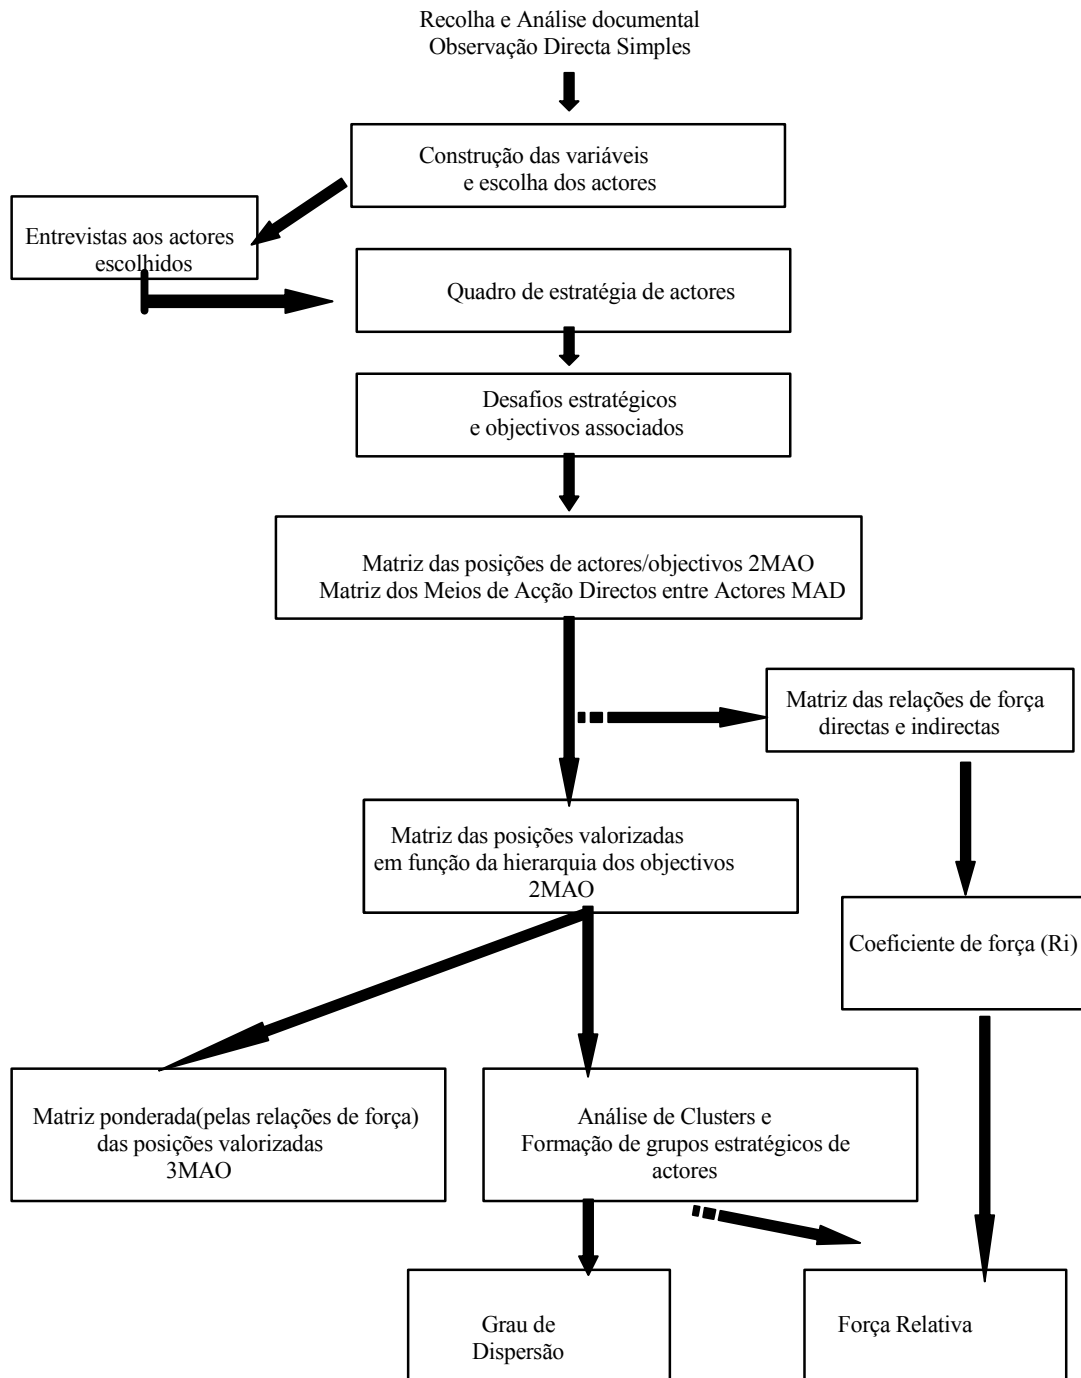 Recolha e Análise documental
Observação Directa Simples
Construção das variáveis
e escolha dos actores
Entrevistas aos actores
escolhidos
Quadro de estratégia de actores
Desafios estratégicos
e objectivos associados
Matriz das posições de actores/objectivos 2MAO
Matriz dos Meios de Acção Directos entre Actores MAD
Matriz das relações de força
directas e indirectas
Matriz das posições valorizadas
em função da hierarquia dos objectivos
2MAO
Coeficiente de força (Ri)
Matriz ponderada(pelas relações de força)
das posições valorizadas
3MAO
Análise de Clusters e
Formação de grupos estratégicos de
actores
Grau de
Dispersão
Força Relativa